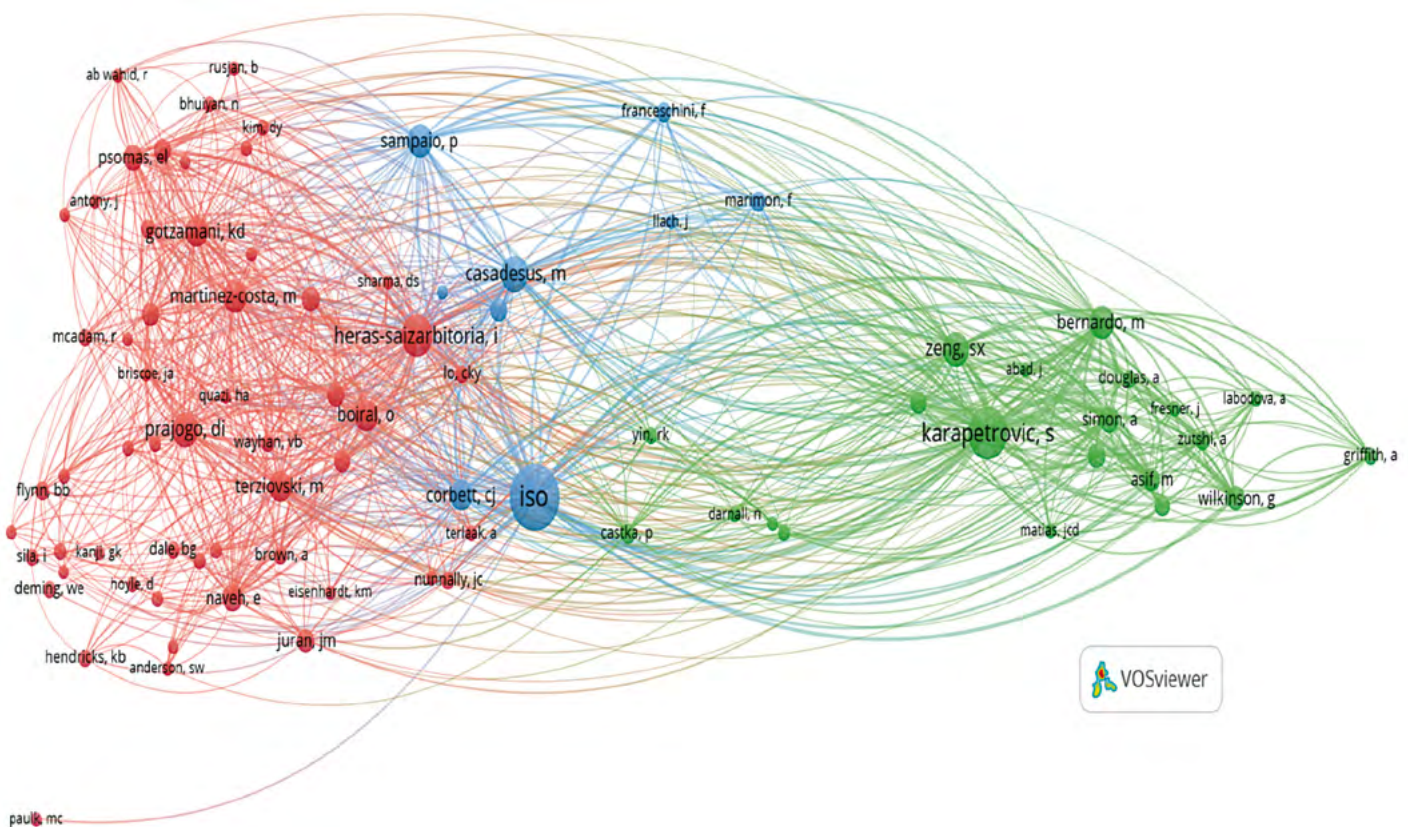 ab wahid, r
rusjan, b
bhuiyan, n
franceschini, f
kim, dy
sampaio, p
psomas, el
antony, j
marimon, f
llach, j
gotzamani, kd
casadesus, m
sharma, ds
martinez-costa, m
bernardo, m
mcadam, r
heras-saizarbitoria, i
zeng, sx
abad, j
briscoe, ja
lo, cky
douglas, a
quazi, ha
labodova, a
fresner, j
boiral, o
simon, a
prajogo, di
karapetrovic, s
yin, rk
wayhan, vb
zutshi, a
griffith, a
asif, m
terziovski, m
flynn, bb
corbett, cj
iso
wilkinson, g
darnall, n
matias, jcd
terlaak, a
castka, p
sila, i
kanji, gk
dale, bg
brown, a
nunnally, jc
deming, we
hoyle, d
eisenhardt, km
naveh, e
juran, jm
hendricks, kb
anderson, sw
VOSviewer
paulk, mc